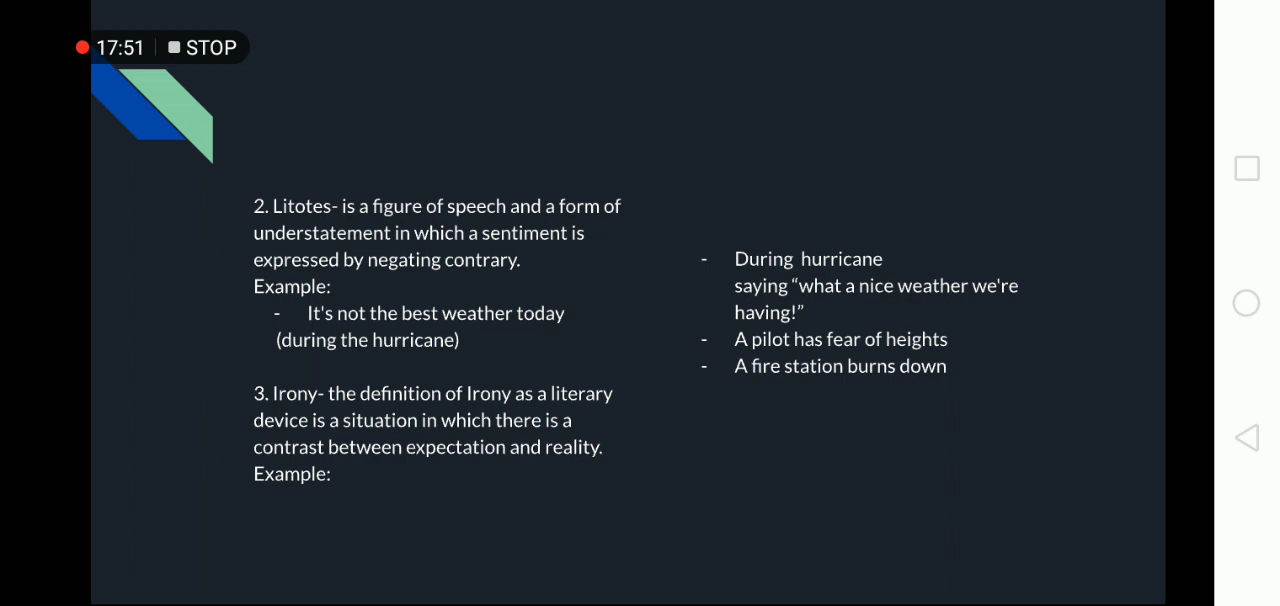 17:51 STOP
2. Litotes- is a figure of speech and a form of
understatement in which a sentiment is
expressed by negating contrary.
Example:
- It's not the best weather today
(during the hurricane)
3. Irony- the definition of Irony as a literary
device is a situation in which there is a
contrast between expectation and reality.
Example:
- During hurricane
saying “what a nice weather we're
having!”
- A pilot has fear of heights
- A fire station burns down